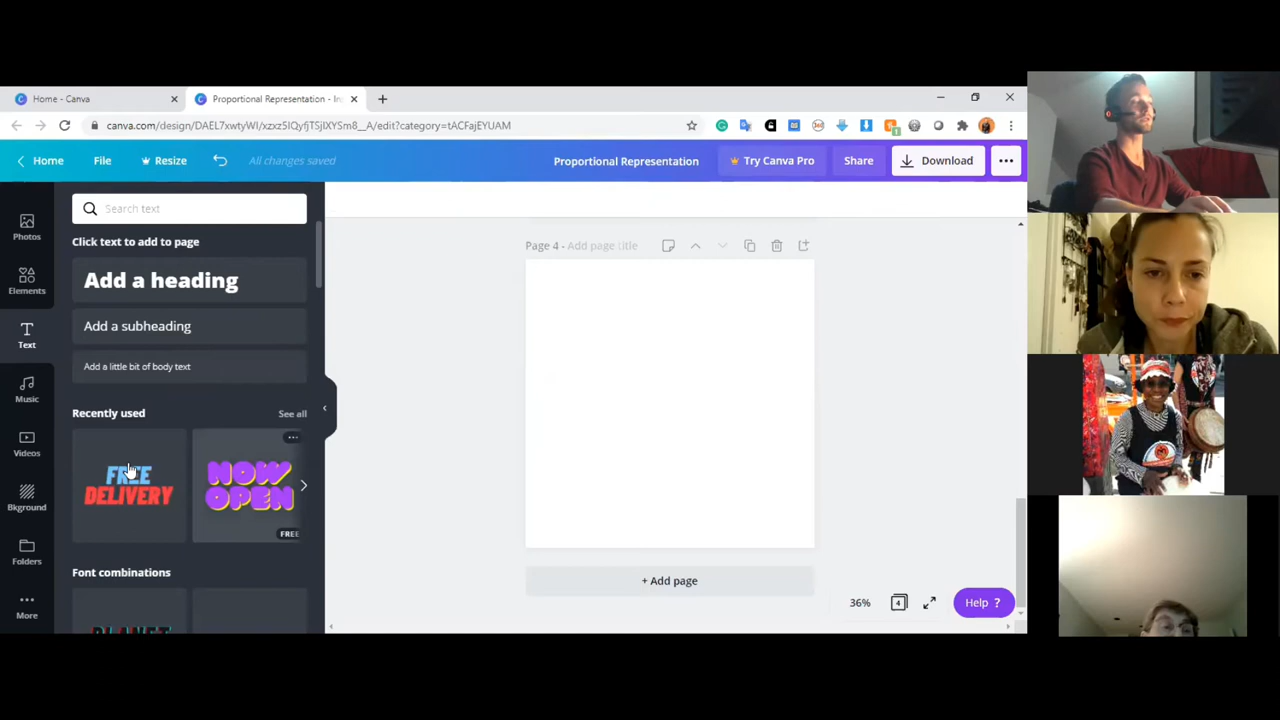 Home - Canva
Proportional Representation - In
canva.com/design/DAEL7xwtyWI/xzxz5IQyfjTSjlXYSm8__A/edit?category=tACFajEYUAM
Home
File
Resize
All changes saved
Proportional Representation
Try Canva Pro
Share
Download
Search text
Click text to add to page
Add a heading
Add a subheading
Add a little bit of body text
Recently used
See all
FREE
DELIVERY
NOW
OPEN
FREE
Font combinations
PLANET
Photos
Elements
Text
Music
Videos
Bkground
Folders
More
Page 4 - Add page title
+ Add page
36%
4
Help ?